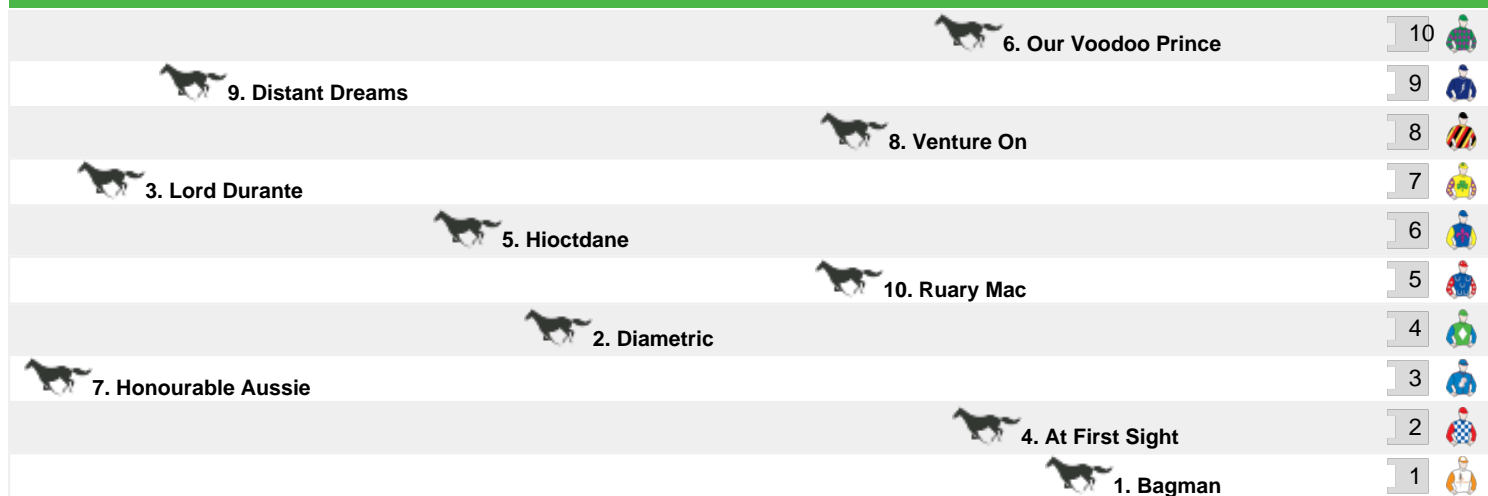 6. Our Voodoo Prince 10
9. Distant Dreams 9
8. Venture On 8
3. Lord Durante 7
5. Hioctdane 6
10. Ruary Mac 5
2. Diametric 4
7. Honourable Aussie 3
4. At First Sight 2
1. Bagman 1